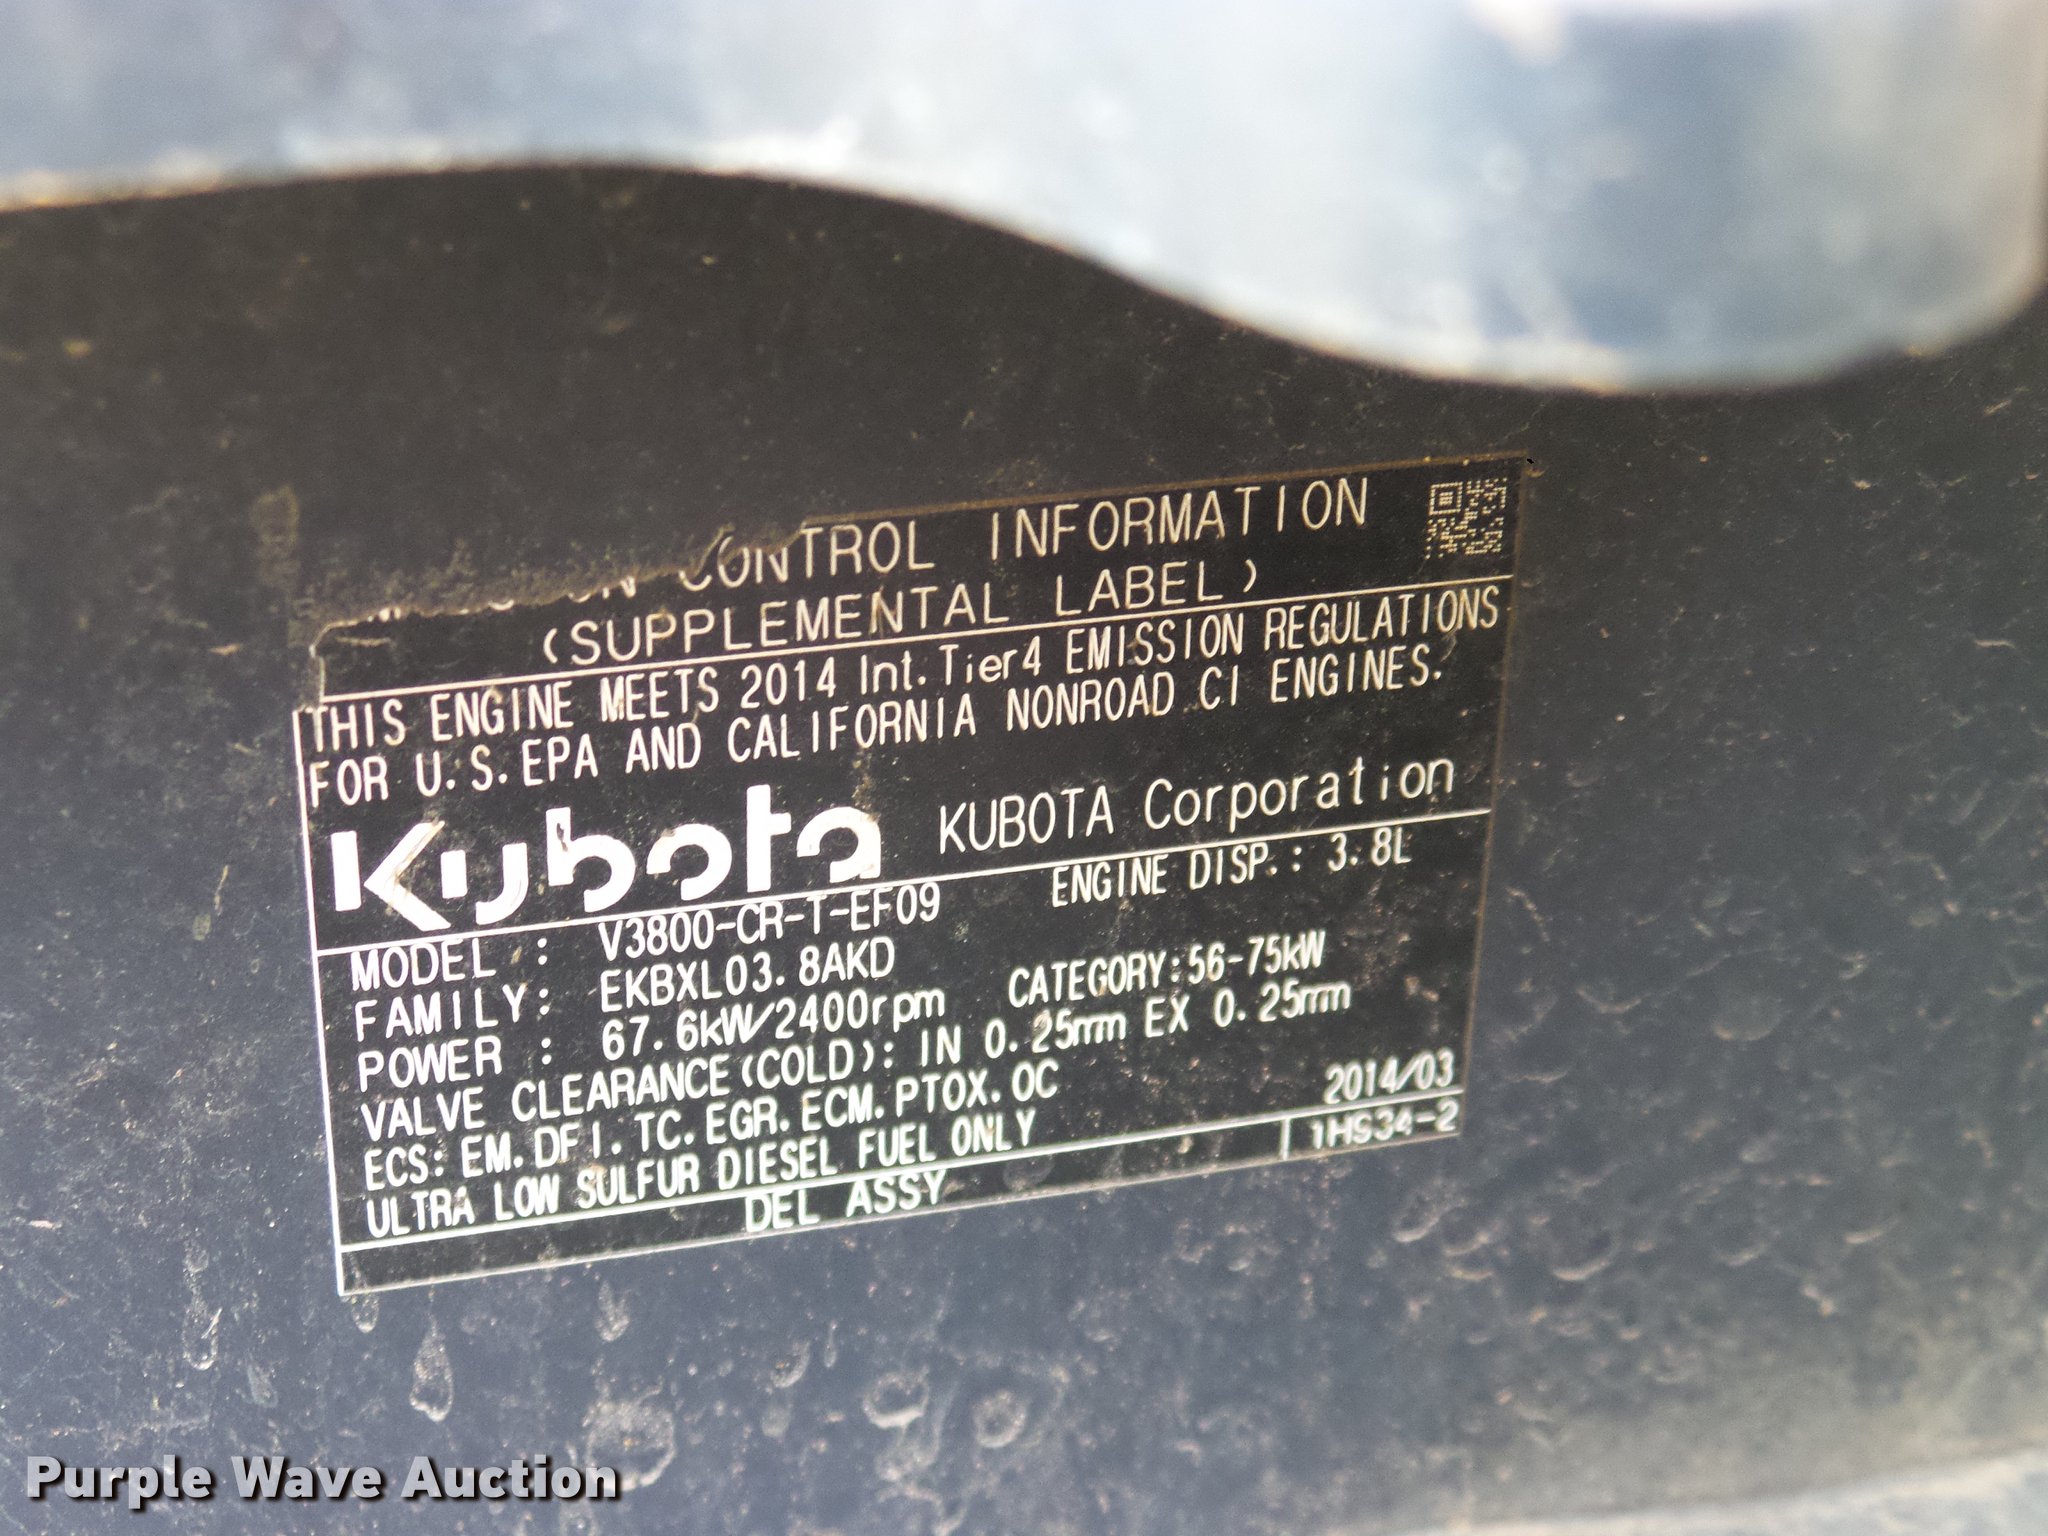 CONTROL INFORMATION
(SUPPLEMENTAL LABEL)
THIS ENGINE MEETS 2014 Int.Tier4 EMISSION REGULATIONS
FOR U.S.EPA AND CALIFORNIA NONROAD CI ENGINES.
Kubota KUBOTA Corporation
MODEL : V3800-CR-T-EF09 ENGINE DISP.: 3.8L
FAMILY: EKBXL03.8AKD
POWER : 67.6kW/2400rpm CATEGORY:56-75kW
VALVE CLEARANCE(COLD): IN 0.25mm EX 0.25mm
ECS: EM.DFI.TC.EGR.ECM.PTOX.OC 2014/03
ULTRA LOW SULFUR DIESEL FUEL ONLY
DEL ASSY 1HS34-2
Purple Wave Auction